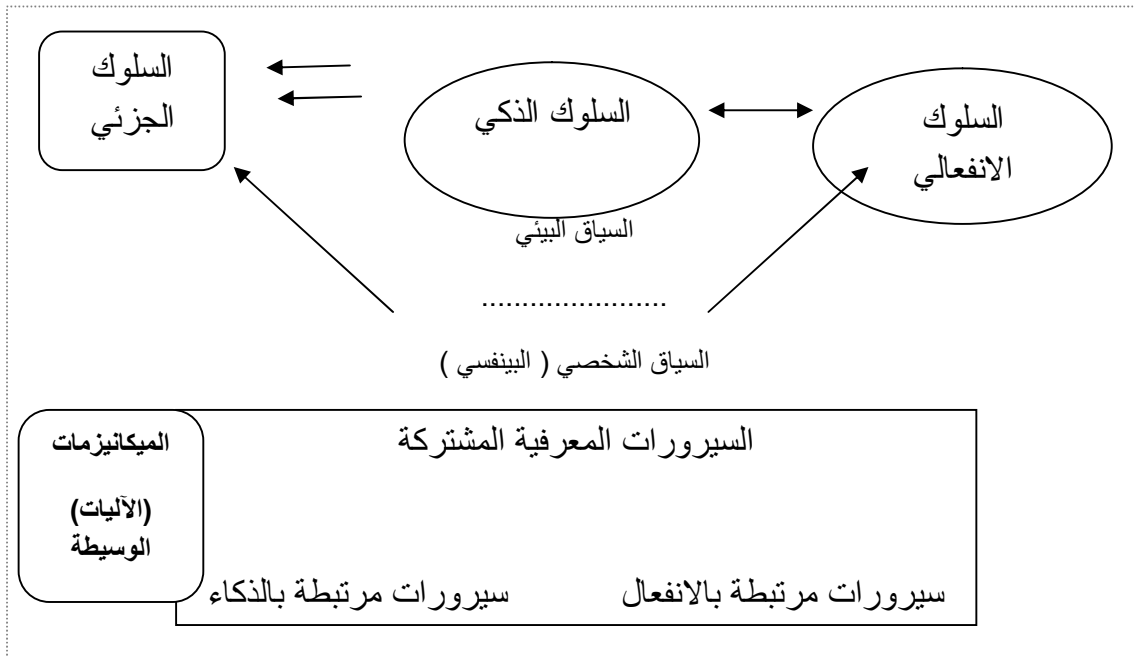 السلوك
الانفعالي
السلوك الذكي
السلوك
الجزئي
السياق البيئي
.......................
السياق الشخصي ( البينفسي )
السيرورات المعرفية المشتركة
سيرورات مرتبطة بالانفعال
سيرورات مرتبطة بالذكاء
الميكانيزمات
(الآليات)
الوسيطة